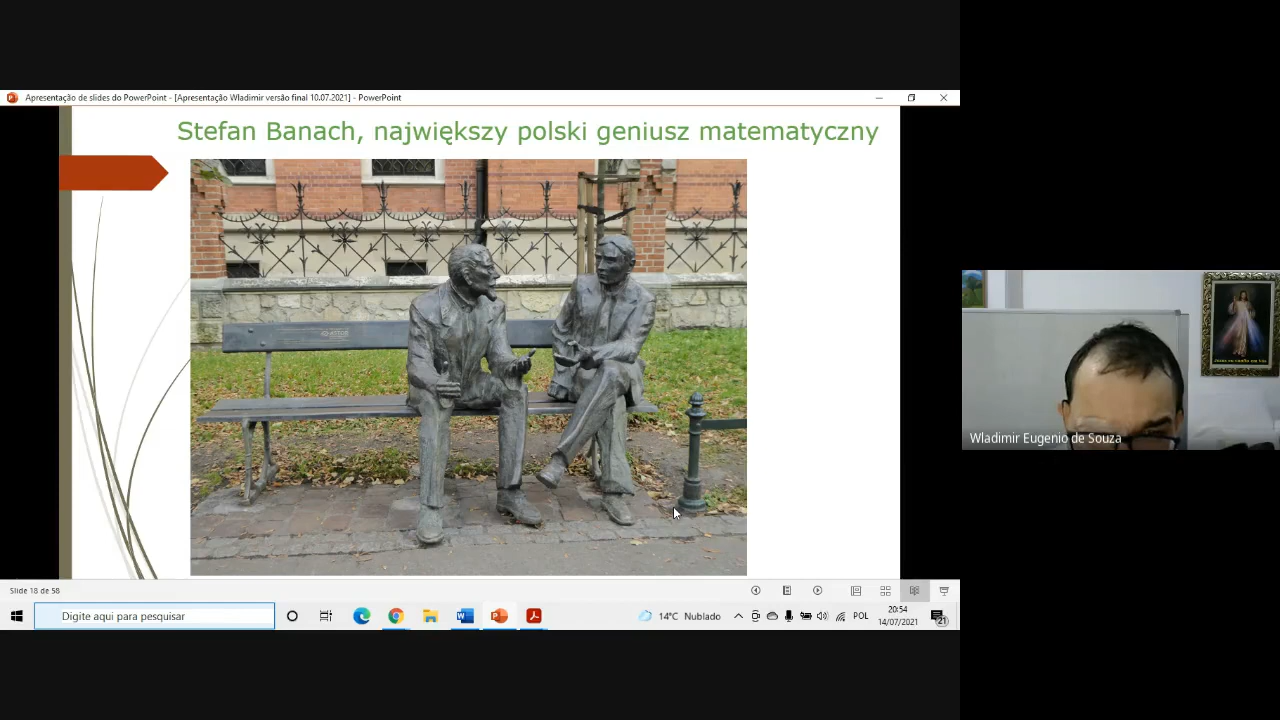 Apresentação de slides do PowerPoint - [Apresentação Wladimir versão final 10.07.2021] - PowerPoint
Stefan Banach, największy polski geniusz matematyczny
Wladimir Eugenio de Souza
Slide 18 de 58
Digite aqui para pesquisar
14°C Nublado
POL
20:54
14/07/2021
21